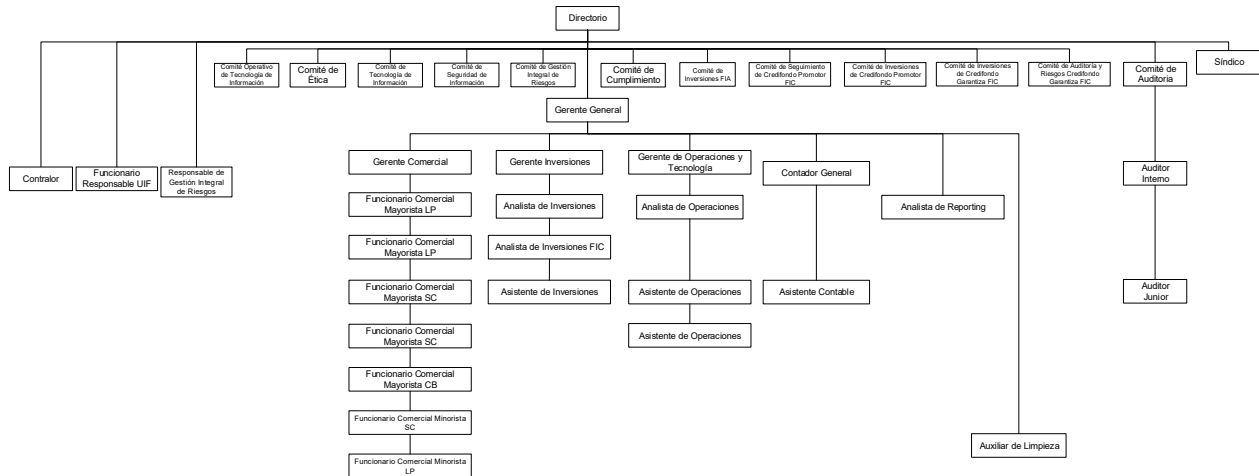 Directorio
Comité Operativo
de Tecnología de
Información
Comité de
Ética
Comité de
Tecnología de
Información
Comité de
Seguridad de
Información
Comité de Gestión
Integral de
Riesgos
Comité de
Cumplimiento
Comité de
Inversiones FIA
Comité de Seguimiento
de Credifondo Promotor
FIC
Comité de Inversiones
de Credifondo Promotor
FIC
Comité de Inversiones
de Credifondo
Garantiza FIC
Comité de Auditoría y
Riesgos Credifondo
Garantiza FIC
Comité de
Auditoria
Síndico
Gerente General
Contralor
Funcionario
Responsable UIF
Responsable de
Gestión Integral
de Riesgos
Gerente Comercial
Gerente Inversiones
Gerente de Operaciones y
Tecnología
Contador General
Auditor
Interno
Funcionario Comercial
Mayorista LP
Analista de Inversiones
Analista de Operaciones
Analista de Reporting
Funcionario Comercial
Mayorista LP
Analista de Inversiones FIC
Funcionario Comercial
Mayorista SC
Asistente de Inversiones
Asistente de Operaciones
Asistente Contable
Auditor
Junior
Funcionario Comercial
Mayorista SC
Asistente de Operaciones
Funcionario Comercial
Mayorista CB
Funcionario Comercial Minorista
SC
Auxiliar de Limpieza
Funcionario Comercial Minorista
LP